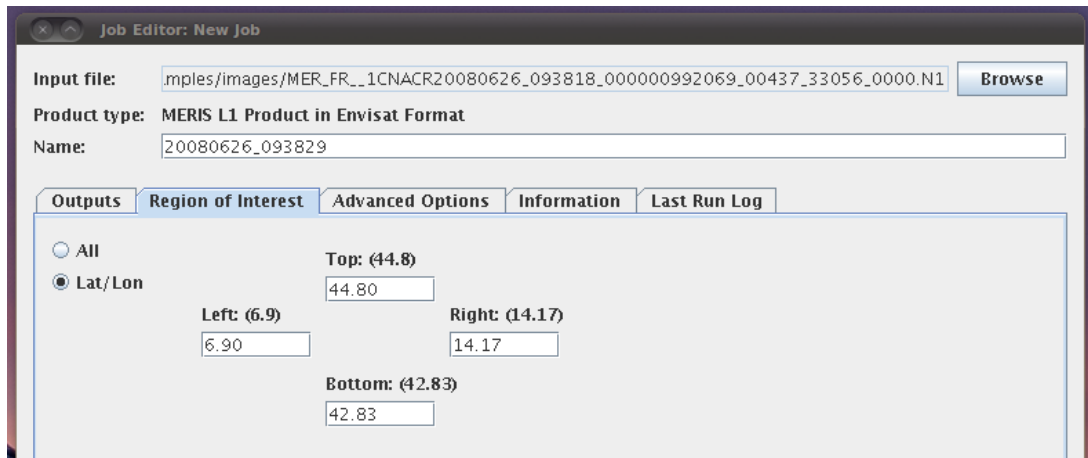 Job Editor: New Job
Input file: .mples/images/MER_FR__1CNACR20080626_093818_000000992069_00437_33056_0000.N1 Browse
Product type: MERIS L1 Product in Envisat Format
Name: 20080626_093829
Outputs Region of Interest Advanced Options Information Last Run Log
All
Top: (44.8)
Lat/Lon 44.80
Left: (6.9) Right: (14.17)
6.90 14.17
Bottom: (42.83)
42.83